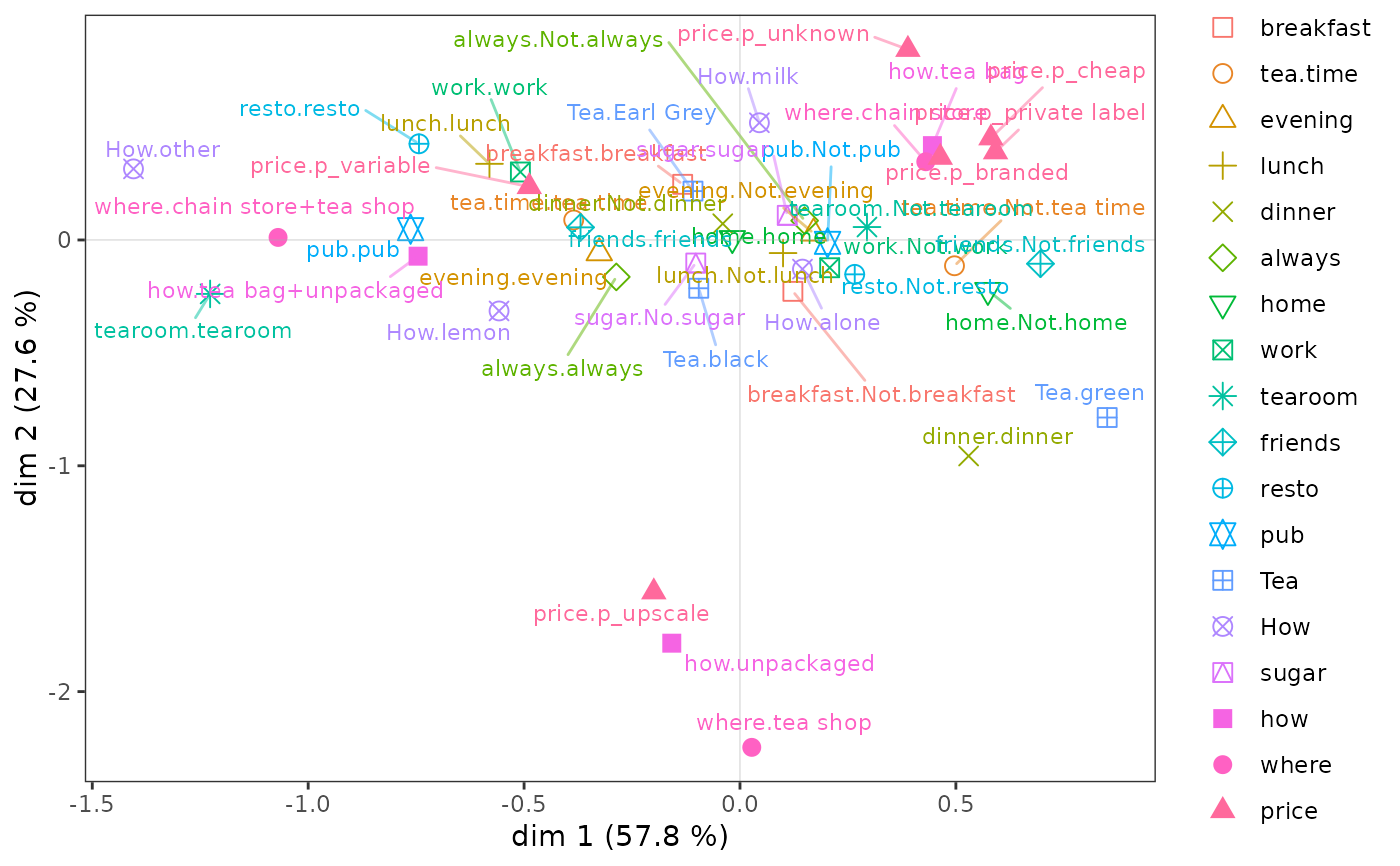 always.Not.always
price.p_unknown
breakfast
how.tea bag
price.p_cheap
tea.time
How.milk
work.work
resto.resto
Tea.Earl Grey
where.chain store
price.p_private label
evening
lunch.lunch
How.other
breakfast.breakfast
sugar.sugar
pub.Not.pub
lunch
price.p_variable
price.p_branded
evening.Not.evening
where.chain store+tea shop
tea.time.tea time
dinner.Not.dinner
tearoom.Not.tearoom
tea.time.Not.tea time
dinner
0
friends.friends
home.home
work.Not.work
friends.Not.friends
pub.pub
always
evening.evening
lunch.Not.lunch
how.tea bag+unpackaged
resto.Not.resto
home
tearoom.tearoom
How.lemon
sugar.No.sugar
How.alone
home.Not.home
work
always.always
Tea.black
breakfast.Not.breakfast
Tea.green
tearoom
dinner.dinner
friends
-1
resto
pub
Tea
price.p_upscale
How
how.unpackaged
sugar
-2
how
where.tea shop
where
price
-1.5
-1.0
-0.5
0.0
0.5
dim 1 (57.8 %)
dim 2 (27.6 %)